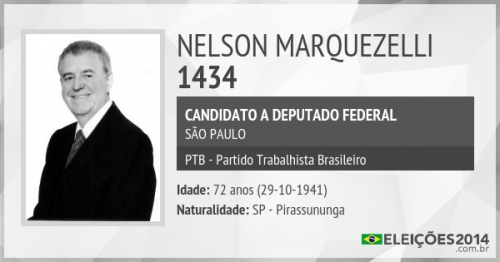 NELSON MARQUEZELLI
1434
CANDIDATO A DEPUTADO FEDERAL
SÃO PAULO
PTB - Partido Trabalhista Brasileiro
Idade: 72 anos (29-10-1941)
Naturalidade: SP - Pirassununga
ELEIÇÕES2014
.com.br